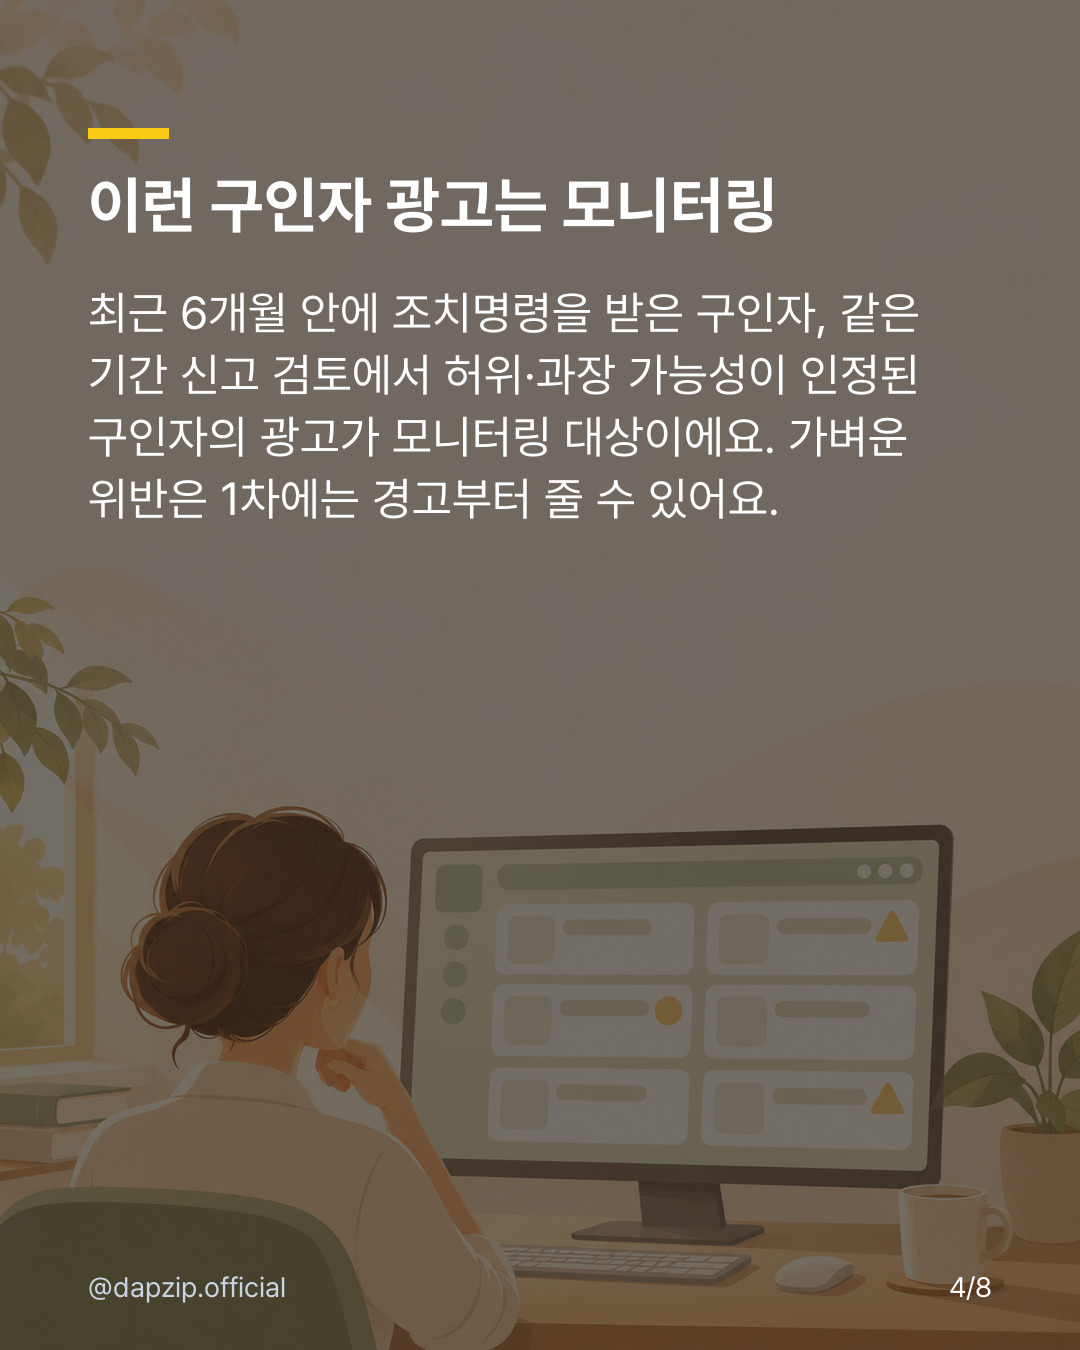 이런 구인자 광고는 모니터링
최근 6개월 안에 조치명령을 받은 구인자, 같은
기간 신고 검토에서 허위·과장 가능성이 인정된
구인자의 광고가 모니터링 대상이에요. 가벼운
위반은 1차에는 경고부터 줄 수 있어요.
@dapzip.official
4/8